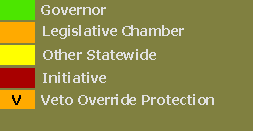 Governor
Legislative Chamber
Other Statewide
Initiative
V Veto Override Protection